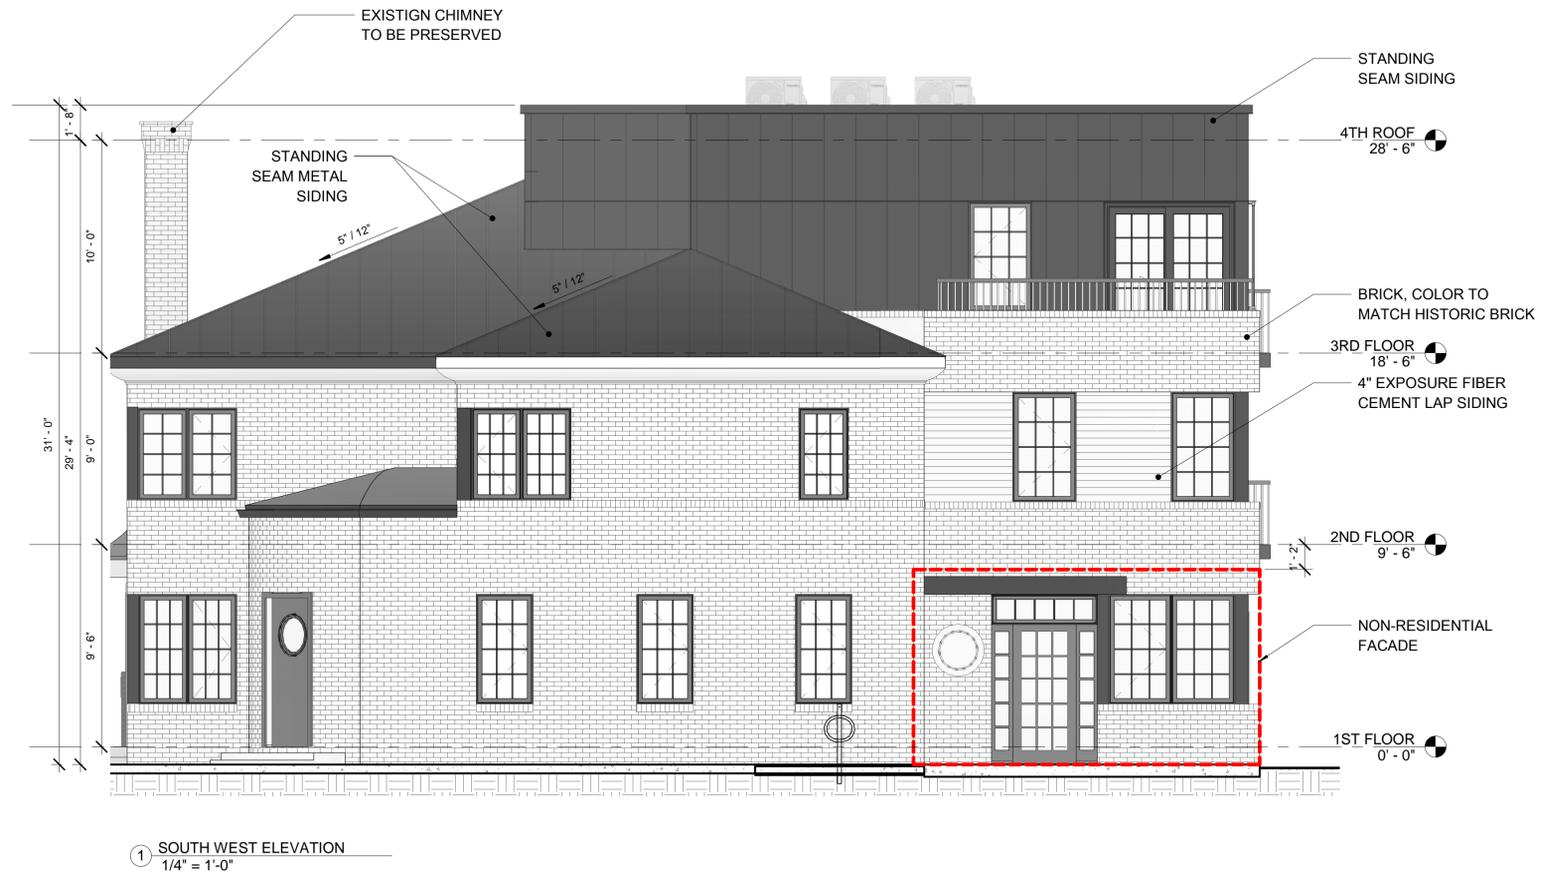 EXISTIGN CHIMNEY
TO BE PRESERVED
STANDING
SEAM SIDING
1' - 8"
4TH ROOF
28' - 6"
STANDING
SEAM METAL
SIDING
5" / 12"
10' - 0"
5" / 12"
BRICK, COLOR TO
MATCH HISTORIC BRICK
3RD FLOOR
18' - 6"
4" EXPOSURE FIBER
CEMENT LAP SIDING
31' - 0"
29' - 4"
9' - 0"
2ND FLOOR
9' - 6"
1' - 2"
9' - 6"
NON-RESIDENTIAL
FACADE
1ST FLOOR
0' - 0"
1
SOUTH WEST ELEVATION
1/4" = 1'-0"